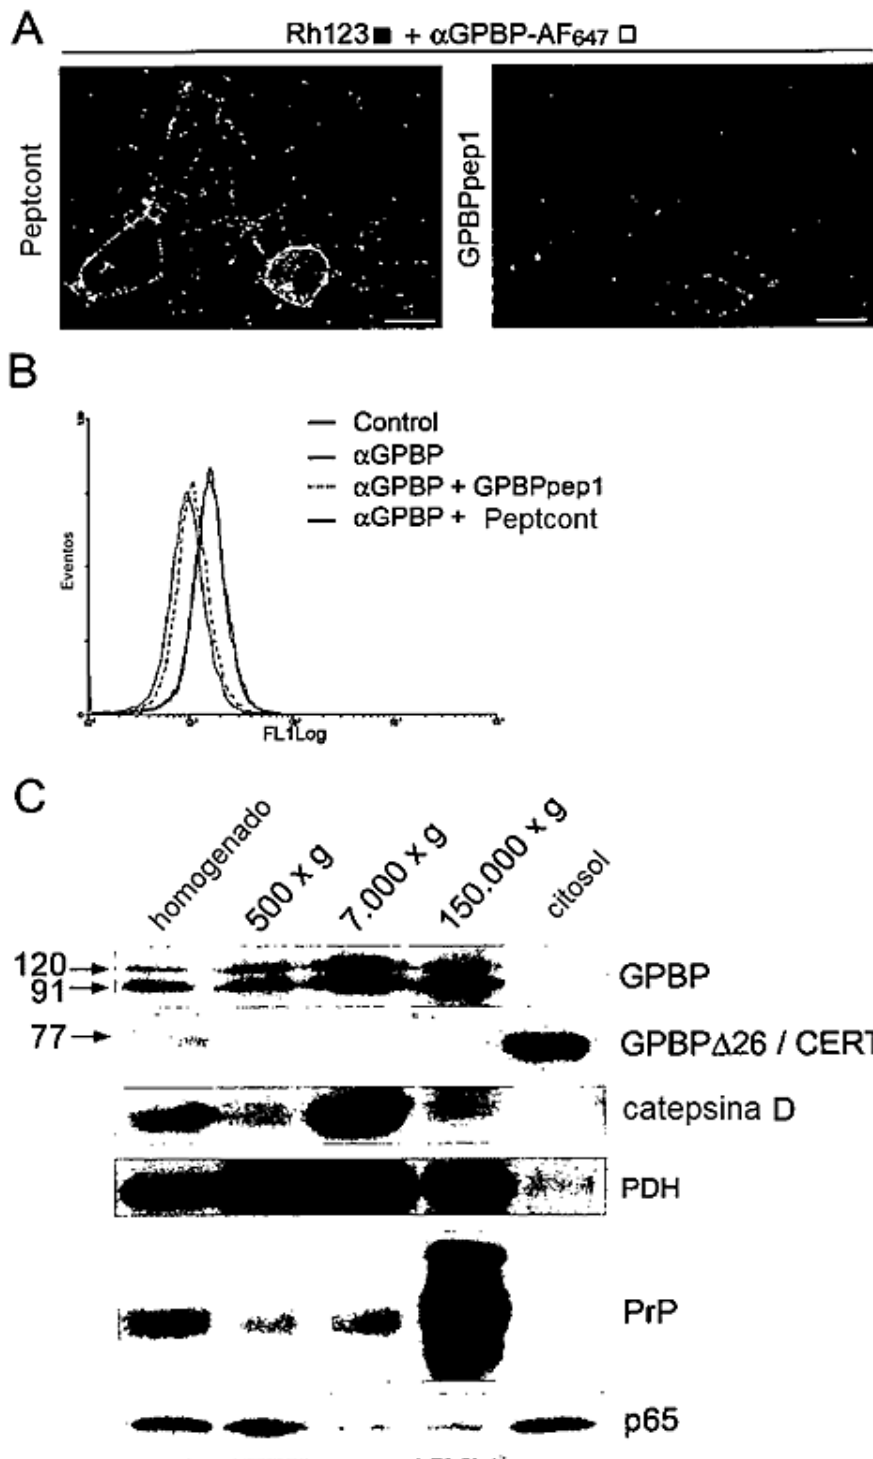 A
Rh123 ■ + αGPBP-AF647 □
Peptcont
GPBPpep1
B
Control
αGPBP
αGPBP + GPBPpep1
αGPBP + Peptcont
Eventos
FL1Log
C
homogenado
500 x g
7.000 x g
150.000 x g
citosol
120
91
GPBP
77
GPBPΔ26 / CERT
catepsina D
PDH
PrP
p65